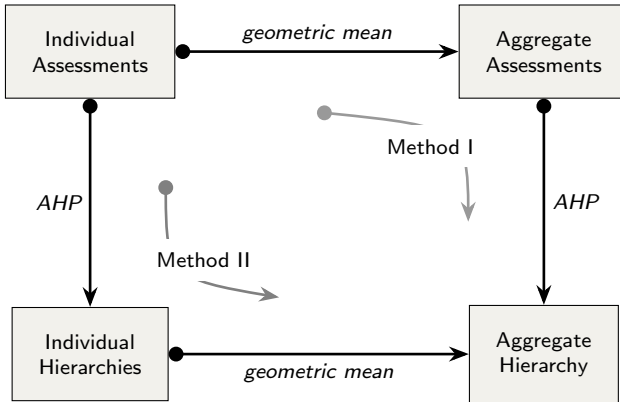 Individual
Assessments
geometric mean
Aggregate
Assessments
Method I
AHP
AHP
Method II
Individual
Hierarchies
geometric mean
Aggregate
Hierarchy